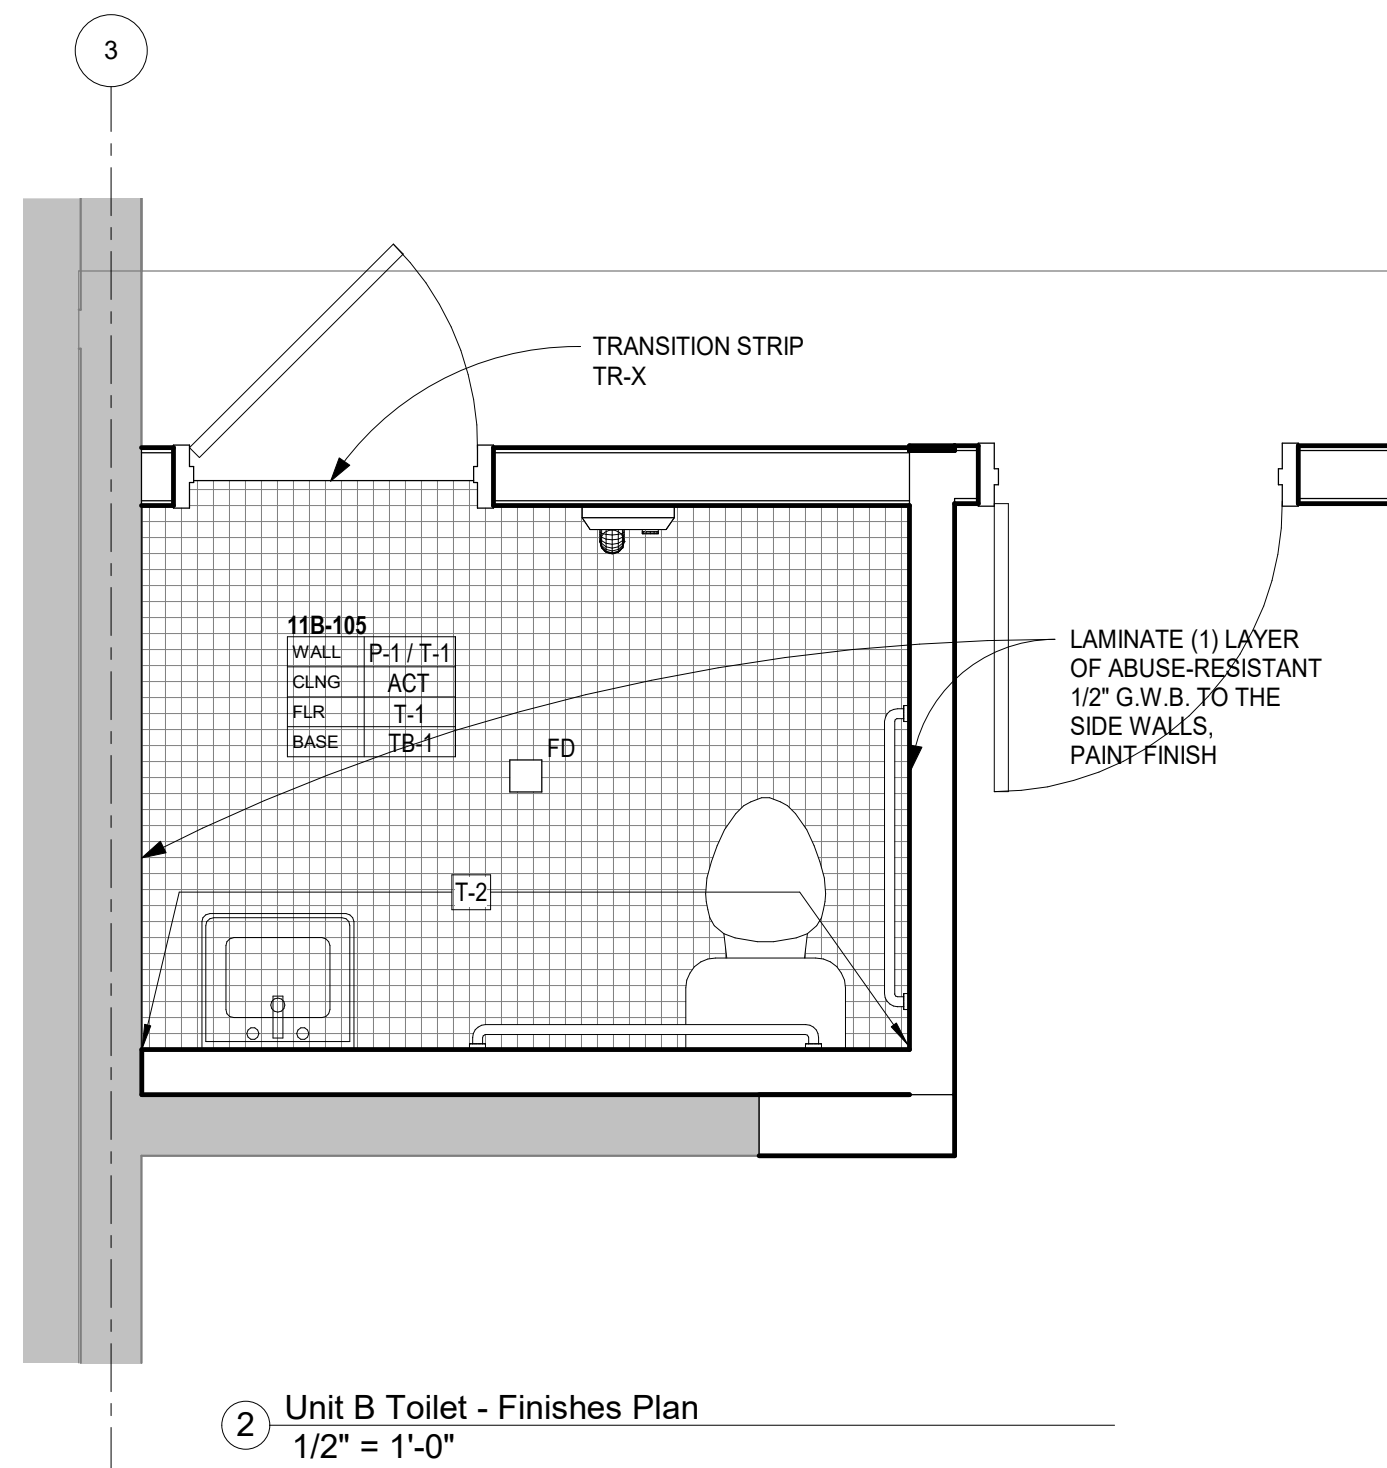 3
TRANSITION STRIP
TR-X
11B-105
WALL P-1 / T-1
CLNG ACT
FLR T-1
BASE TB-1
FD
LAMINATE (1) LAYER
OF ABUSE-RESISTANT
1/2" G.W.B. TO THE
SIDE WALLS,
PAINT FINISH
T-2
2 Unit B Toilet - Finishes Plan
1/2" = 1'-0"